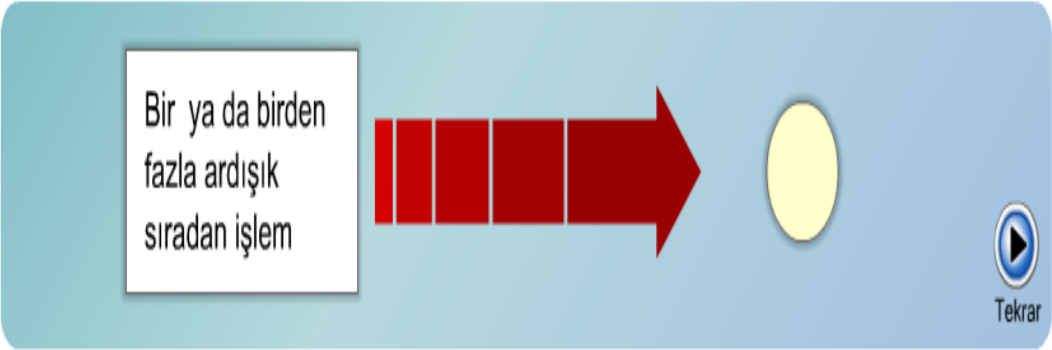 Bir ya da birden
fazla ardışık
sıradan işlem
Tekrar